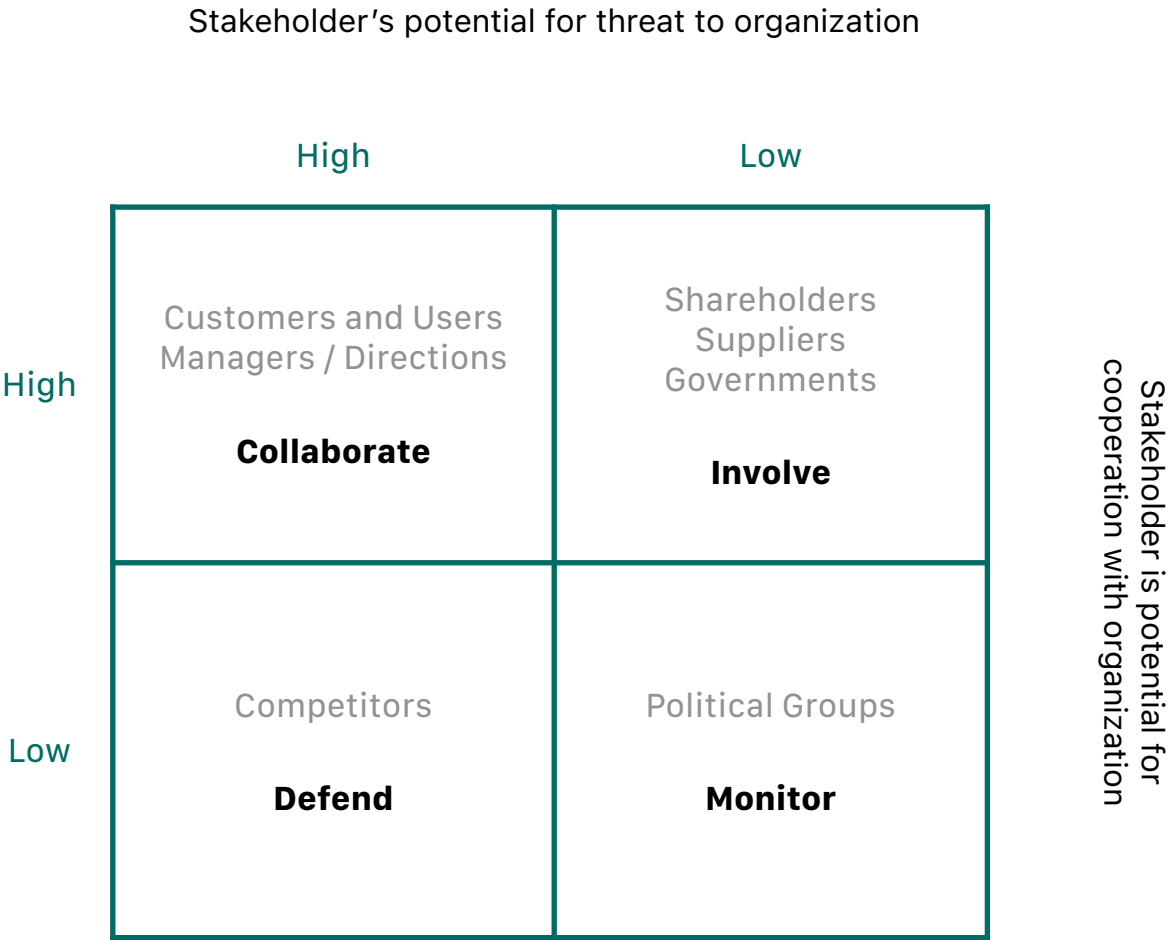 Stakeholder’s potential for threat to organization
High
Low
High
Customers and Users
Managers / Directions
Collaborate
Shareholders
Suppliers
Governments
Involve
Low
Competitors
Defend
Political Groups
Monitor
Stakeholder is potential for
cooperation with organization